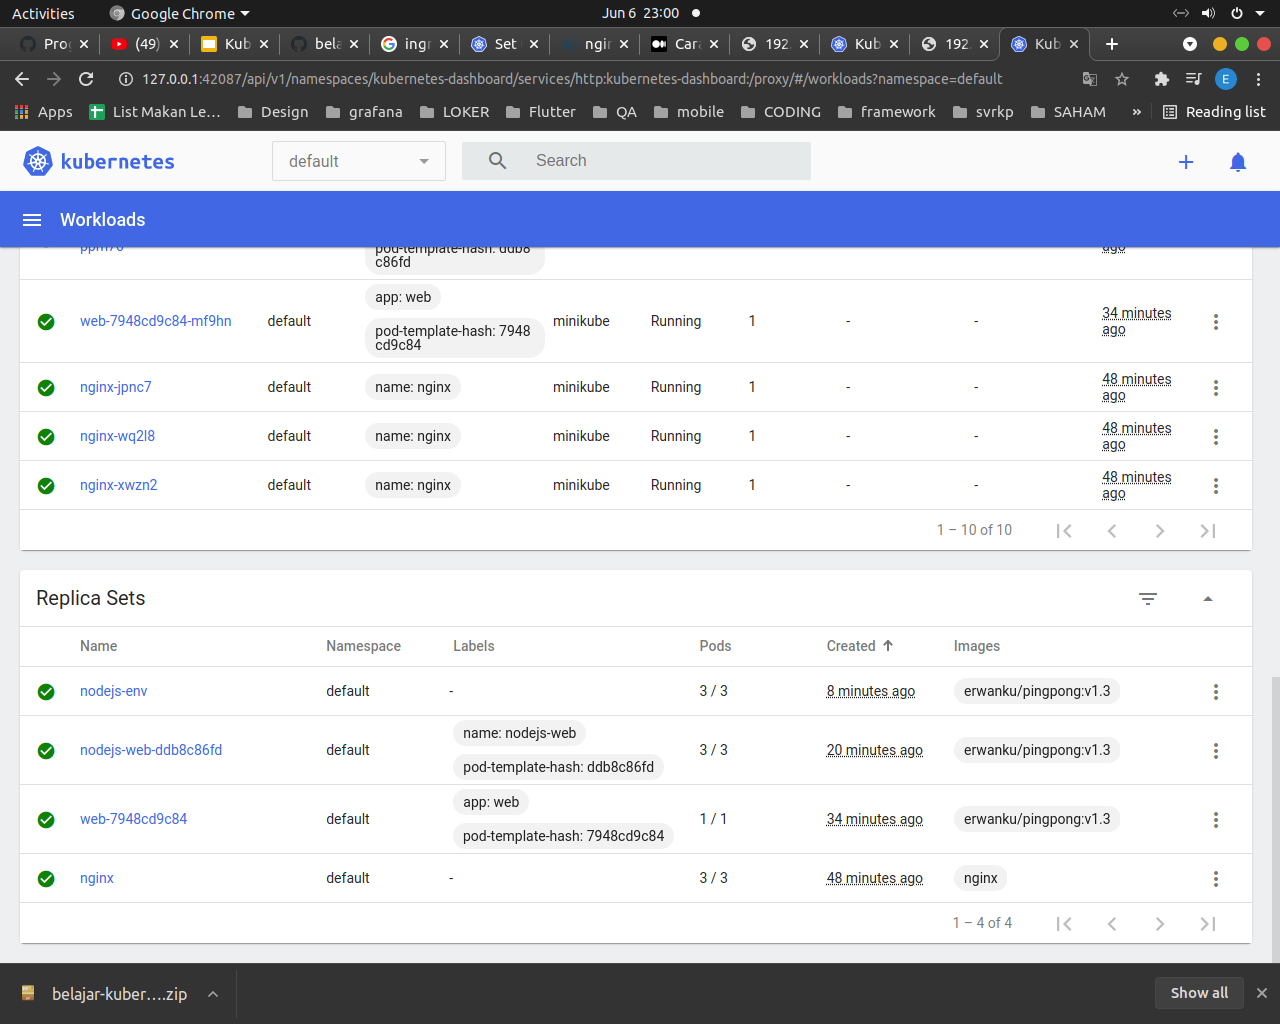 Activities Google Chrome Jun 6 23:00
Prog (49) Kub bela ingr Set nginx Cara 192. Kub 192. Kub
127.0.0.1:42087/api/v1/namespaces/kubernetes-dashboard/services/http:kubernetes-dashboard:/proxy/#/workloads?namespace=default E
Apps List Makan Le… Design grafana LOKER Flutter QA mobile CODING framework svrkp SAHAM » Reading list
kubernetes default Search
Workloads
pod-template-hash: ddb8
c86fd
ago
web-7948cd9c84-mf9hn default app: web minikube Running 1 - - 34 minutes
ago
pod-template-hash: 7948
cd9c84
nginx-jpnc7 default name: nginx minikube Running 1 - - 48 minutes
ago
nginx-wq2l8 default name: nginx minikube Running 1 - - 48 minutes
ago
nginx-xwzn2 default name: nginx minikube Running 1 - - 48 minutes
ago
1 – 10 of 10
Replica Sets
Name Namespace Labels Pods Created Images
nodejs-env default - 3 / 3 8 minutes ago erwanku/pingpong:v1.3
name: nodejs-web
nodejs-web-ddb8c86fd default 3 / 3 20 minutes ago erwanku/pingpong:v1.3
pod-template-hash: ddb8c86fd
app: web
web-7948cd9c84 default 1 / 1 34 minutes ago erwanku/pingpong:v1.3
pod-template-hash: 7948cd9c84
nginx default - 3 / 3 48 minutes ago nginx
1 – 4 of 4
belajar-kuber….zip Show all